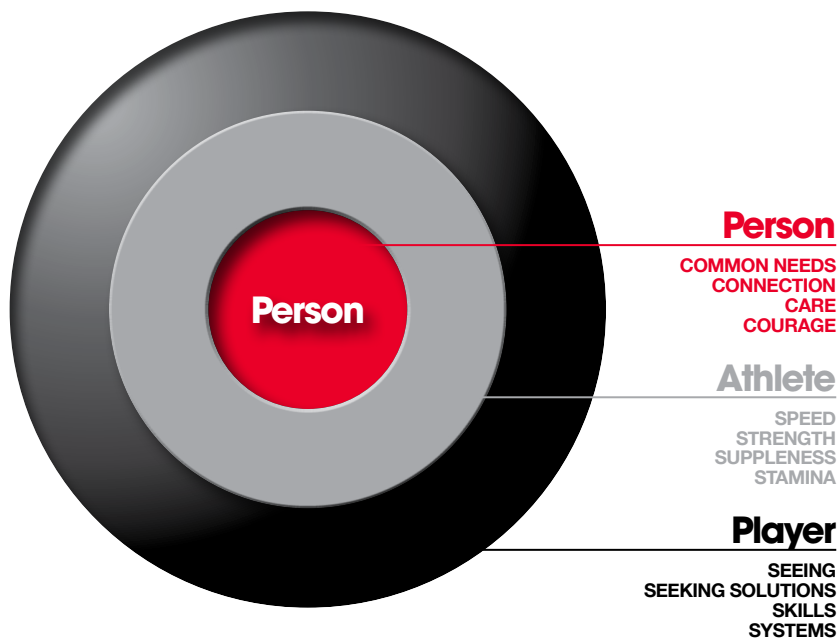 Person
Person
COMMON NEEDS
CONNECTION
CARE
COURAGE
Athlete
SPEED
STRENGTH
SUPPLENESS
STAMINA
Player
SEEING
SEEKING SOLUTIONS
SKILLS
SYSTEMS